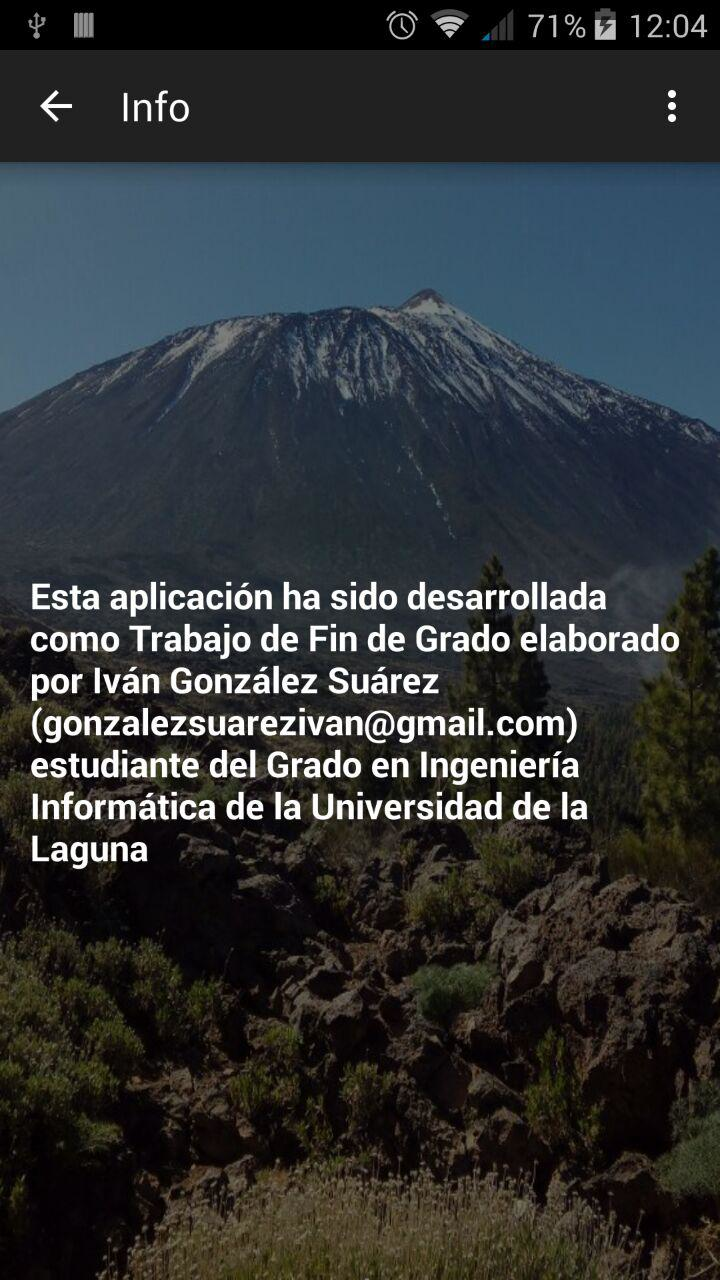 71% 12:04
Info
Esta aplicación ha sido desarrollada
como Trabajo de Fin de Grado elaborado
por Iván González Suárez
(gonzalezsuarezivan@gmail.com)
estudiante del Grado en Ingeniería
Informática de la Universidad de la
Laguna